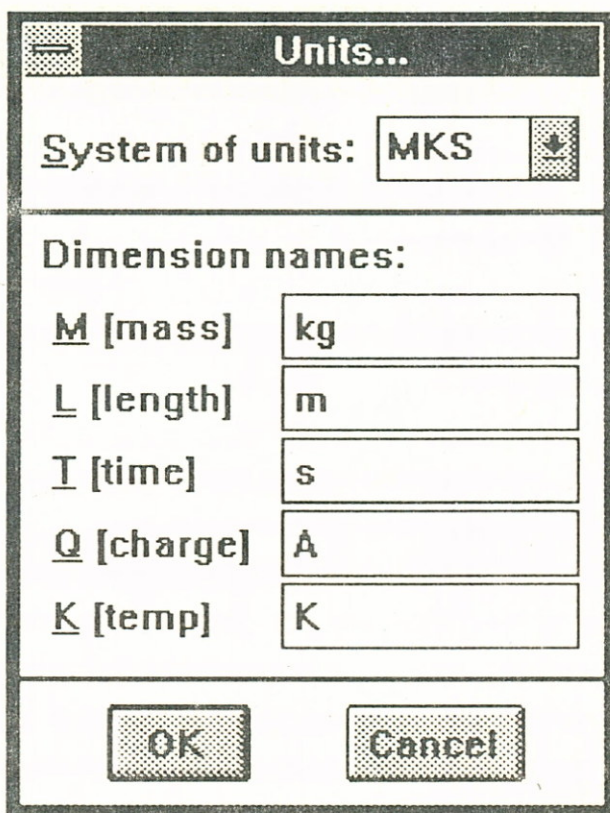 Units...
System of units: MKS
Dimension names:
M [mass] kg
L [length] m
T [time] s
Q [charge] A
K [temp] K
OK Cancel